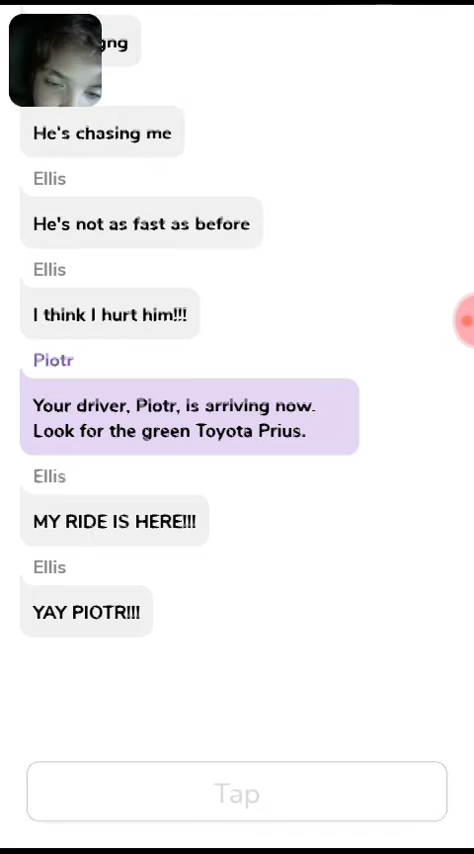 He's chasing me
Ellis
He's not as fast as before
Ellis
I think I hurt him!!!
Piotr
Your driver, Piotr, is arriving now.
Look for the green Toyota Prius.
Ellis
MY RIDE IS HERE!!!
Ellis
YAY PIOTR!!!
Tap